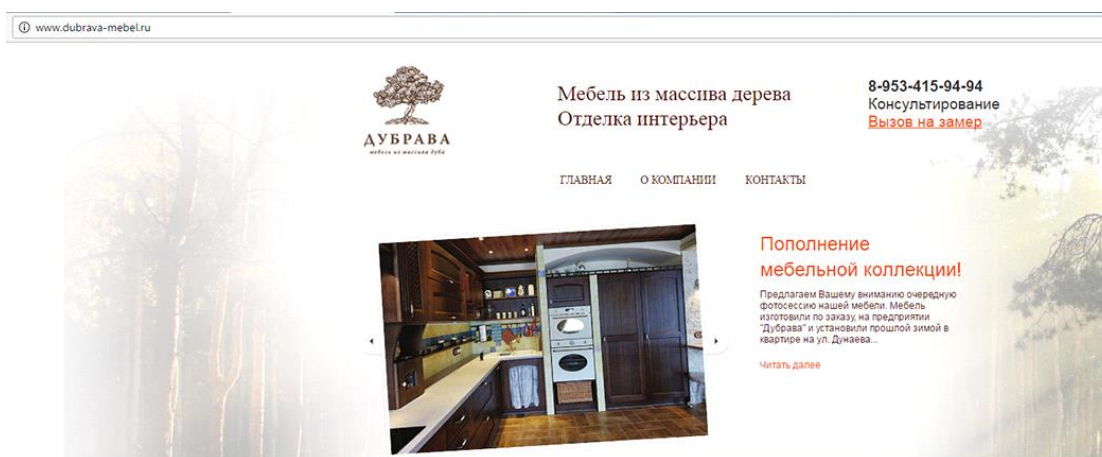 www.dubrava-mebel.ru
ДУБРАВА
мебель из массива дуба
Мебель из массива дерева
Отделка интерьера
8-953-415-94-94
Консультирование
Вызов на замер
ГЛАВНАЯ О КОМПАНИИ КОНТАКТЫ
Пополнение
мебельной коллекции!
Предлагаем Вашему вниманию очередную
фотосессию нашей мебели. Мебель
изготовили по заказу, на предприятии
"Дубрава" и установили прошлой зимой в
квартире на ул. Дунаева...
Читать далее